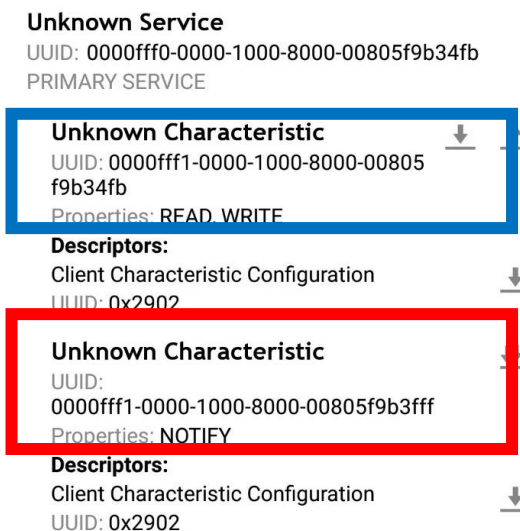 Unknown Service
UUID: 0000fff0-0000-1000-8000-00805f9b34fb
PRIMARY SERVICE
Unknown Characteristic
UUID: 0000fff1-0000-1000-8000-00805
f9b34fb
Properties: READ, WRITE
Descriptors:
Client Characteristic Configuration
UUID: 0x2902
Unknown Characteristic
UUID:
0000fff1-0000-1000-8000-00805f9b3fff
Properties: NOTIFY
Descriptors:
Client Characteristic Configuration
UUID: 0x2902